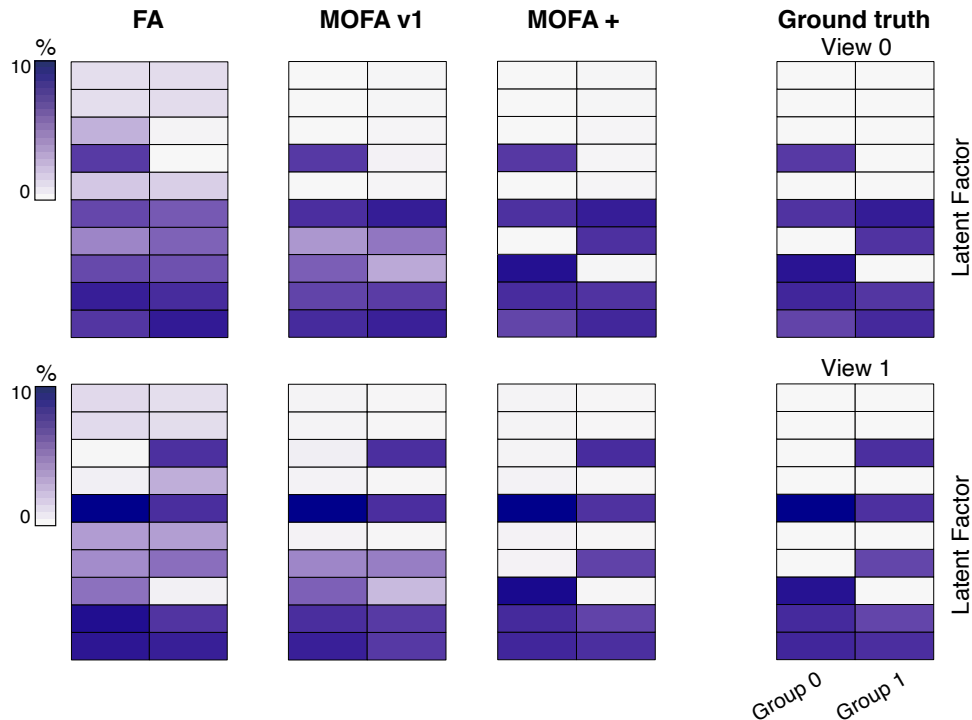 FA
MOFA v1
MOFA +
Ground truth
View 0
%
10
0
Latent Factor
View 1
%
10
0
Latent Factor
Group 0
Group 1